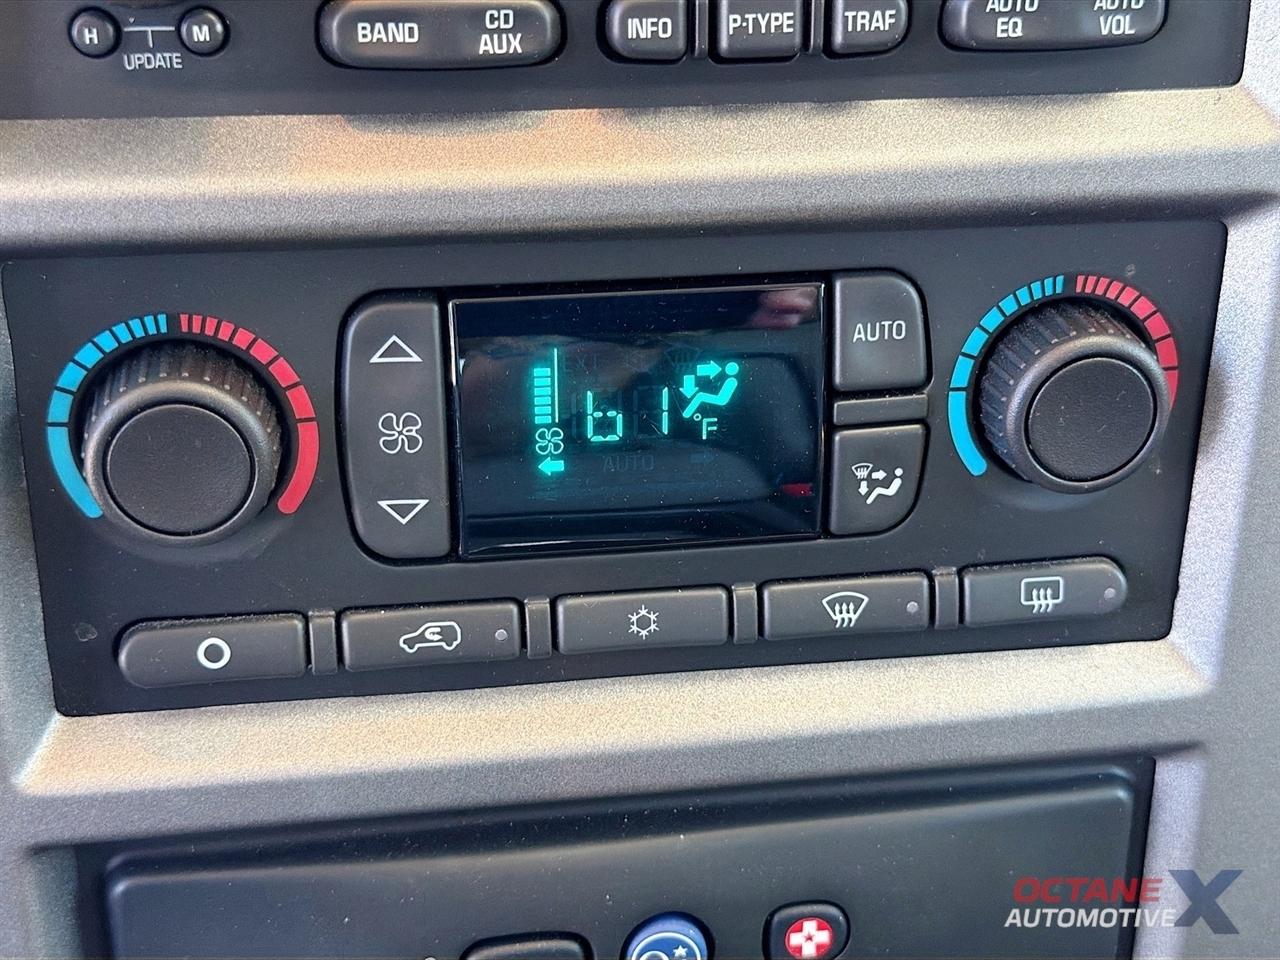 H M
UPDATE
BAND
CD
AUX
INFO
P-TYPE
TRAF
AUTO
EQ
AUTO
VOL
AUTO
61 °F
AUTO
OCTANE X
AUTOMOTIVE